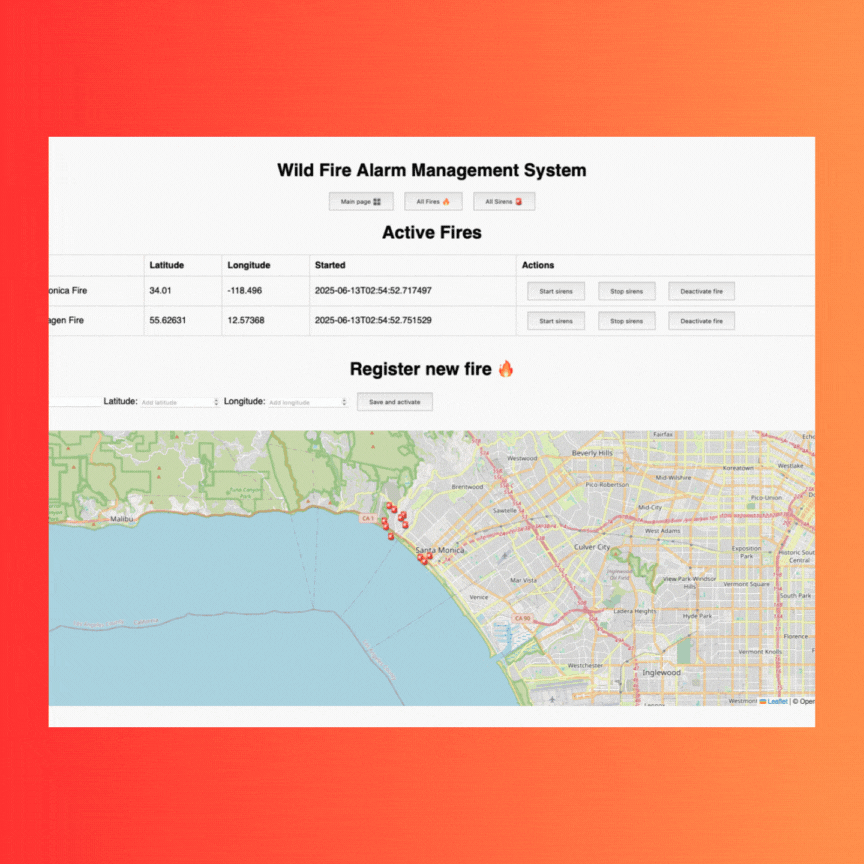 Wild Fire Alarm Management System
Main page All Fires 🔥 All Sirens 🚨
Active Fires
Latitude Longitude Started Actions
onica Fire 34.01 -118.496 2025-06-13T02:54:52.717497 Start sirens Stop sirens Deactivate fire
agen Fire 55.62631 12.57368 2025-06-13T02:54:52.751529 Start sirens Stop sirens Deactivate fire
Register new fire 🔥
Latitude: Add latitude Longitude: Add longitude Save and activate
Fairfax
Beverly Hills
Westwood
Koreatown
Westlake
Mid-Wilshire
Brentwood
Pico-Robertson
Pico-Union
Mid-City
Sawtelle
Malibu
CA 1
West Adams
Santa Monica
Culver City
Exposition
Park
Historic Sou
Central
Mar Vista
View Park-Windsor
Hills
Vermont Square
South Park
Venice
Ladera Heights
Hyde Park
CA 90
Florence
Vermont Knolls
Westchester
Inglewood
Westmont Leaflet | © Open